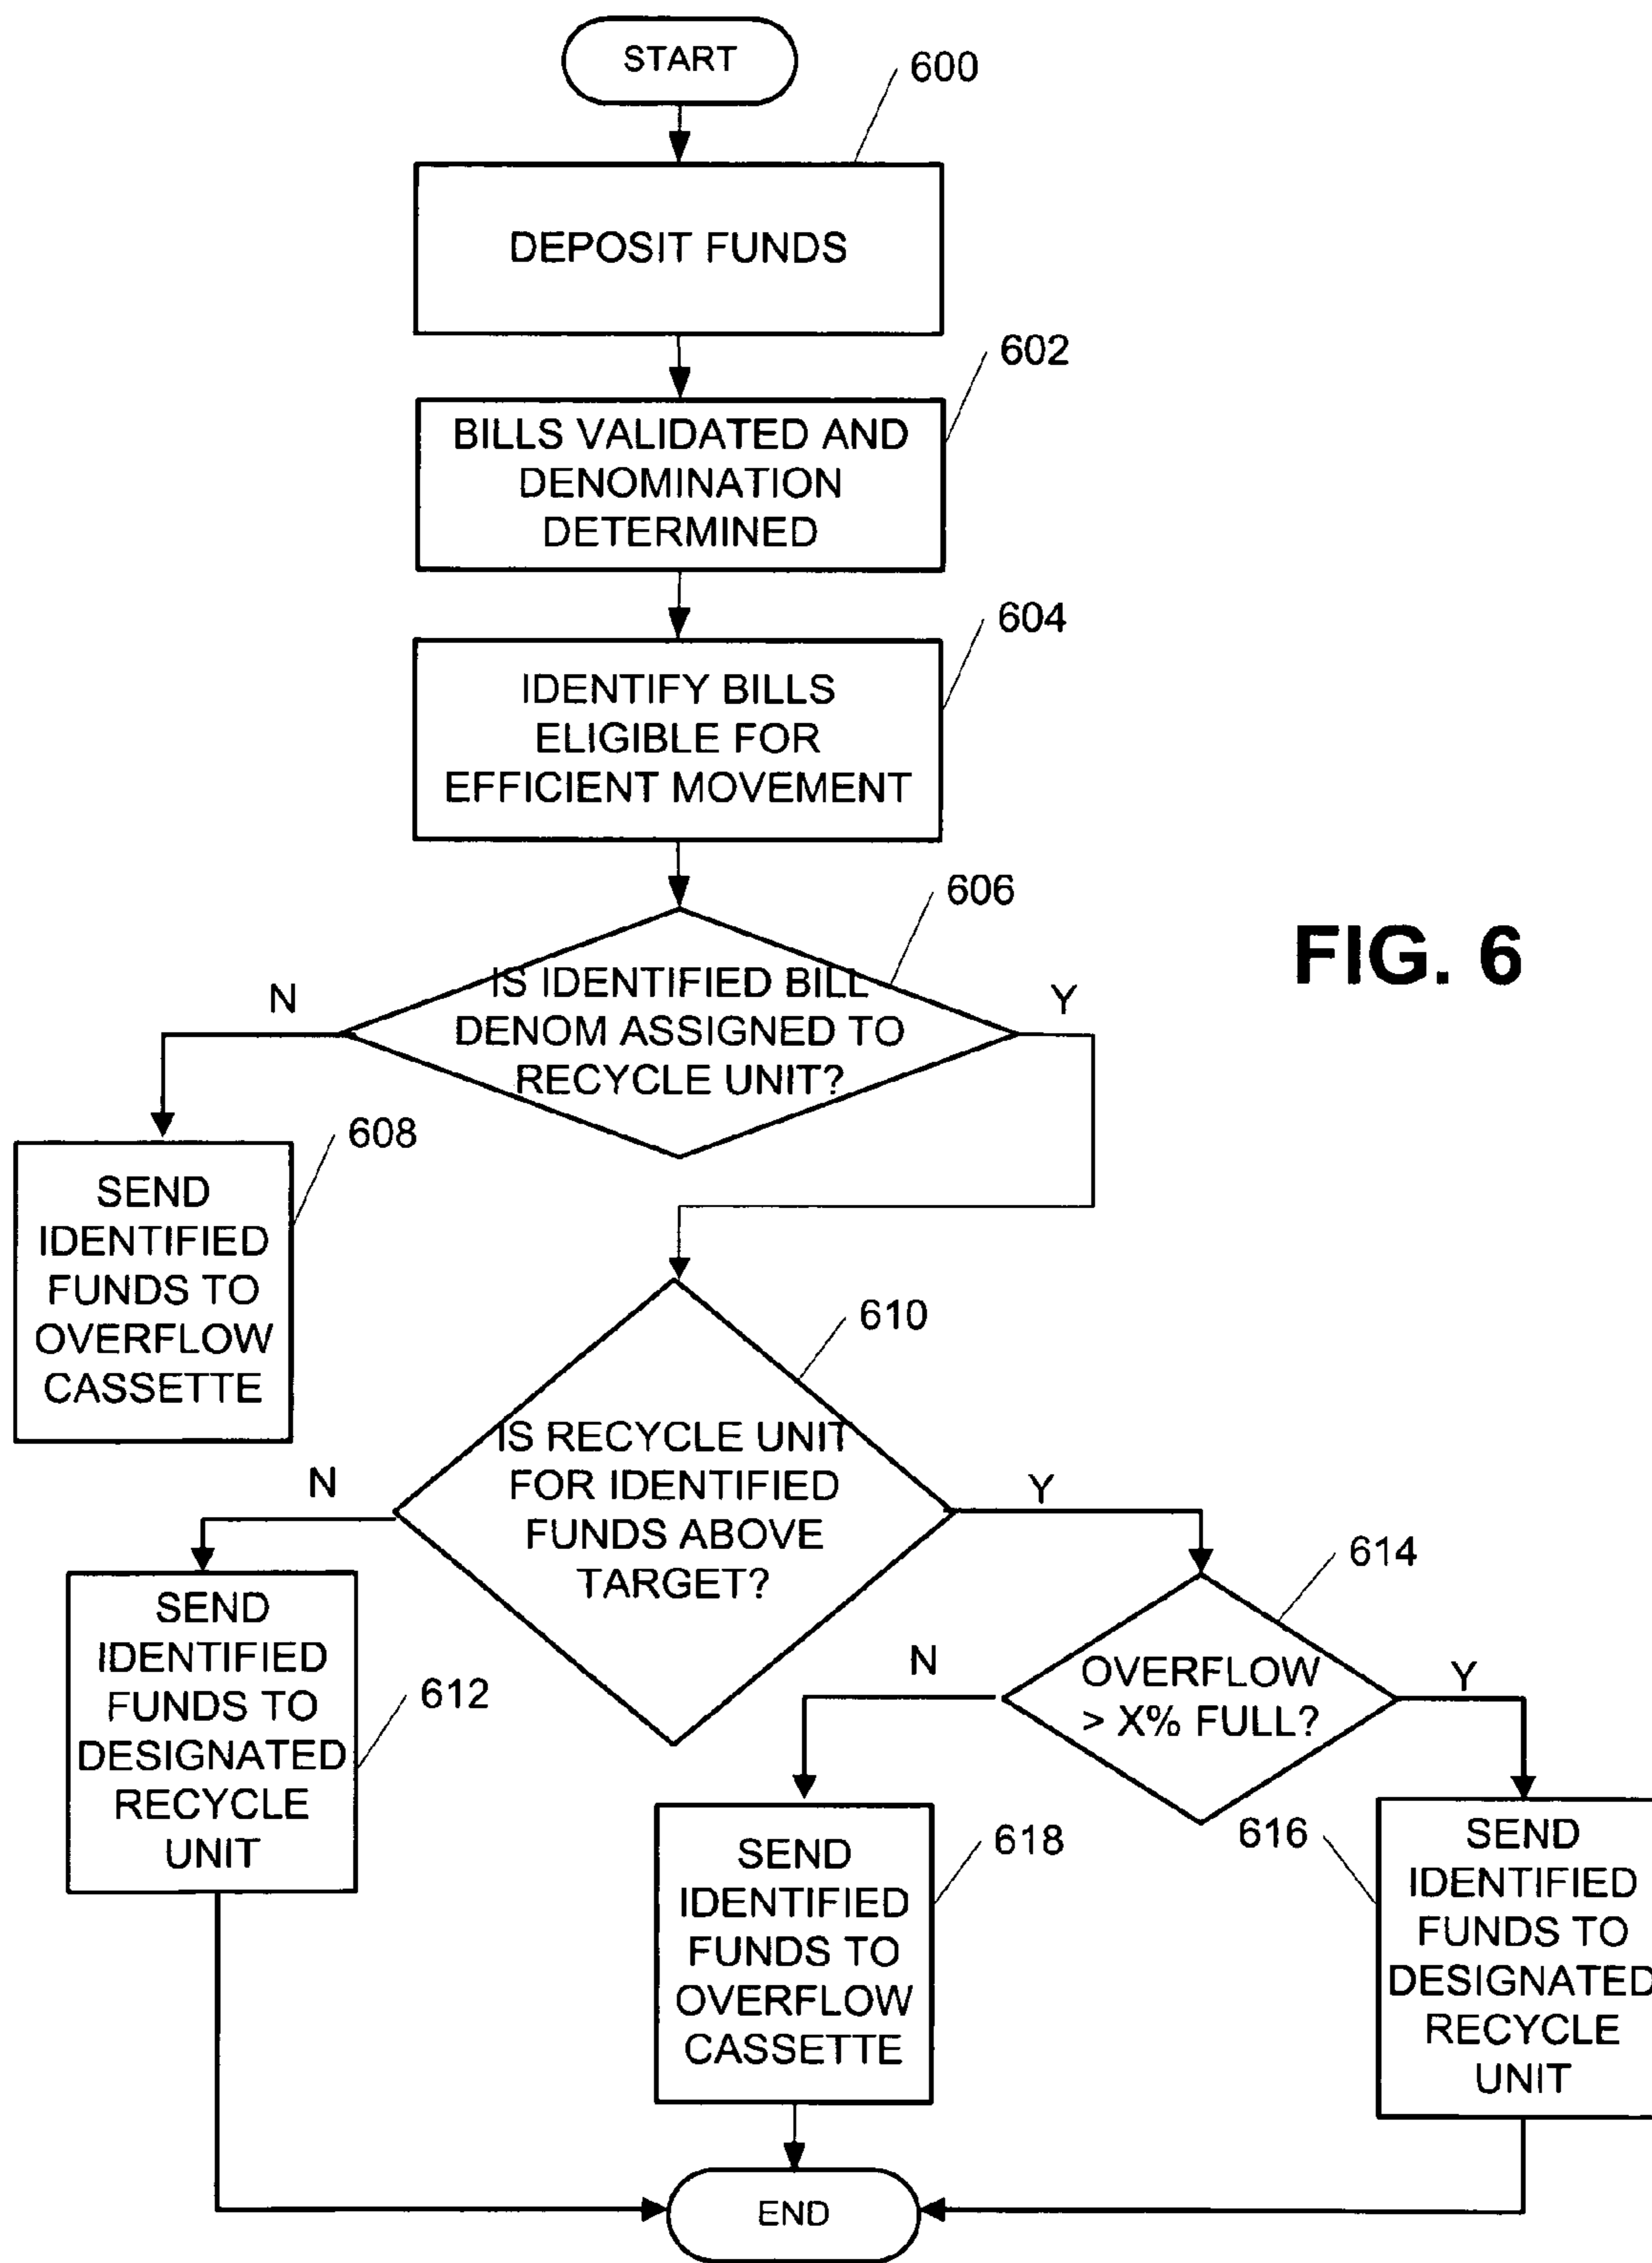 START
600
DEPOSIT FUNDS
602
BILLS VALIDATED AND
DENOMINATION
DETERMINED
604
IDENTIFY BILLS
ELIGIBLE FOR
EFFICIENT MOVEMENT
606
IS IDENTIFIED BILL
DENOM ASSIGNED TO
RECYCLE UNIT?
N
Y
FIG. 6
608
SEND
IDENTIFIED
FUNDS TO
OVERFLOW
CASSETTE
610
IS RECYCLE UNIT
FOR IDENTIFIED
FUNDS ABOVE
TARGET?
N
Y
612
SEND
IDENTIFIED
FUNDS TO
DESIGNATED
RECYCLE
UNIT
614
OVERFLOW
> X% FULL?
N
Y
618
SEND
IDENTIFIED
FUNDS TO
OVERFLOW
CASSETTE
616
SEND
IDENTIFIED
FUNDS TO
DESIGNATED
RECYCLE
UNIT
END